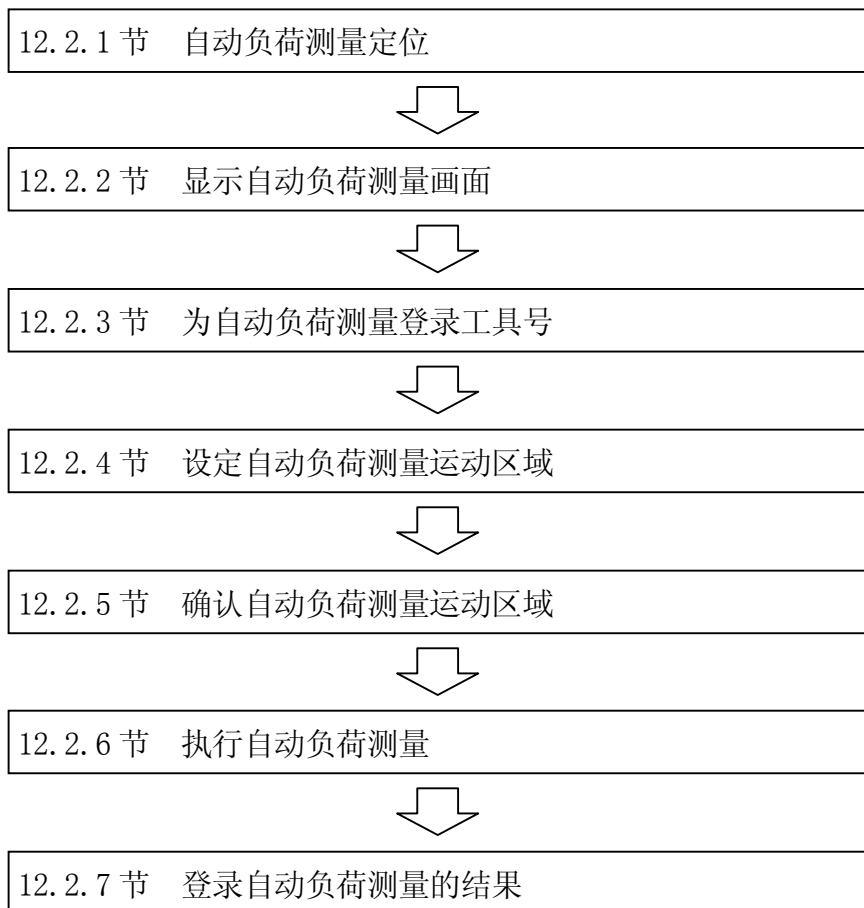 12.2.1 节　自动负荷测量定位
12.2.2 节　显示自动负荷测量画面
12.2.3 节　为自动负荷测量登录工具号
12.2.4 节　设定自动负荷测量运动区域
12.2.5 节　确认自动负荷测量运动区域
12.2.6 节　执行自动负荷测量
12.2.7 节　登录自动负荷测量的结果